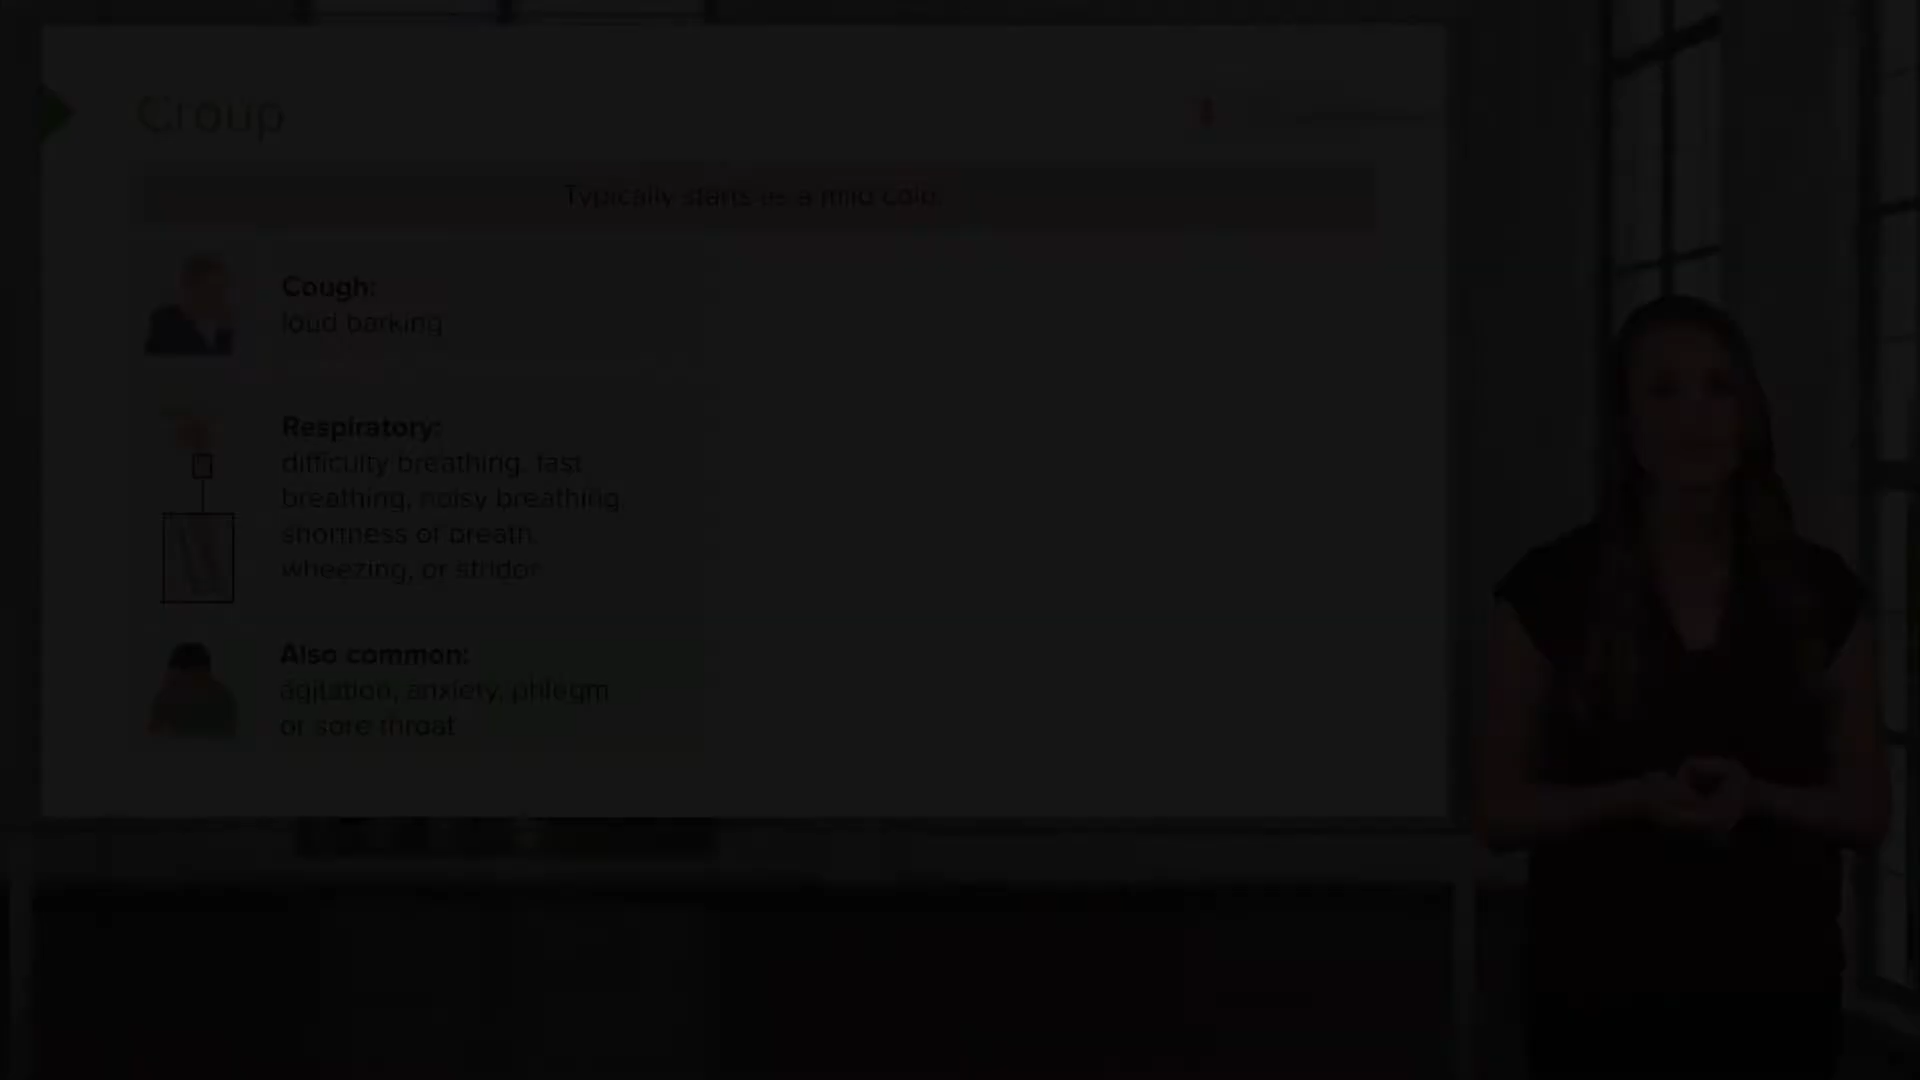 Croup
Typically starts as a mild cold.
Cough:
loud barking
Respiratory:
difficulty breathing, fast
breathing, noisy breathing
shortness of breath,
wheezing, or stridor
Also common:
agitation, anxiety, phlegm
or sore throat